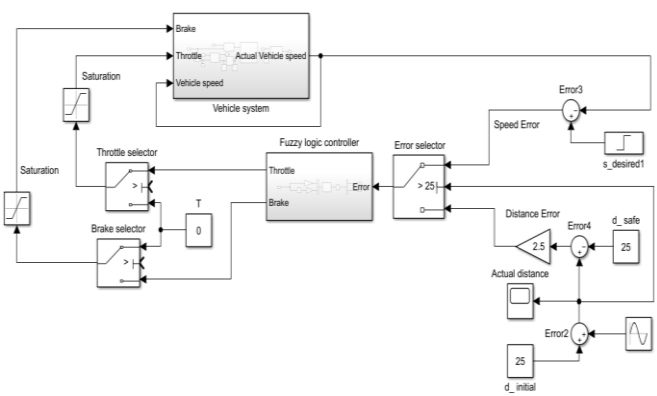 Brake
Throttle
Actual Vehicle speed
Vehicle speed
Vehicle system
Saturation
Error3
Speed Error
s_desired1
Fuzzy logic controller
Error selector
Throttle selector
Throttle
Error
Brake
> 25
>
Saturation
T
0
Distance Error
d_safe
Error4
2.5
25
Brake selector
>
Actual distance
Error2
25
d_ initial